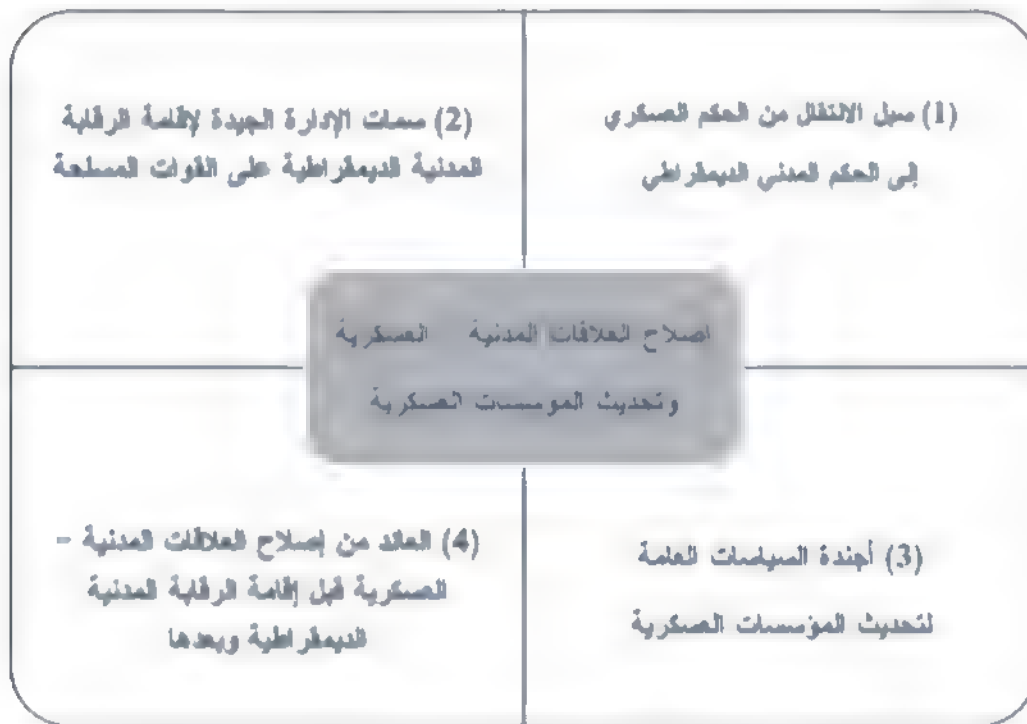 (1) سبل الانتقال من الحكم العسكري
إلى الحكم المدني الديمقراطي
(2) سمات الإدارة الجيدة لإقامة الرقابة
المدنية الديمقراطية على القوات المسلحة
اصلاح العلاقات المدنية العسكرية
وتحديث المؤسسات العسكرية
(3) أجندة السياسات العامة
لتحديث المؤسسات العسكرية
(4) العائد من إصلاح العلاقات المدنية –
العسكرية قبل إقامة الرقابة المدنية
الديمقراطية وبعدها